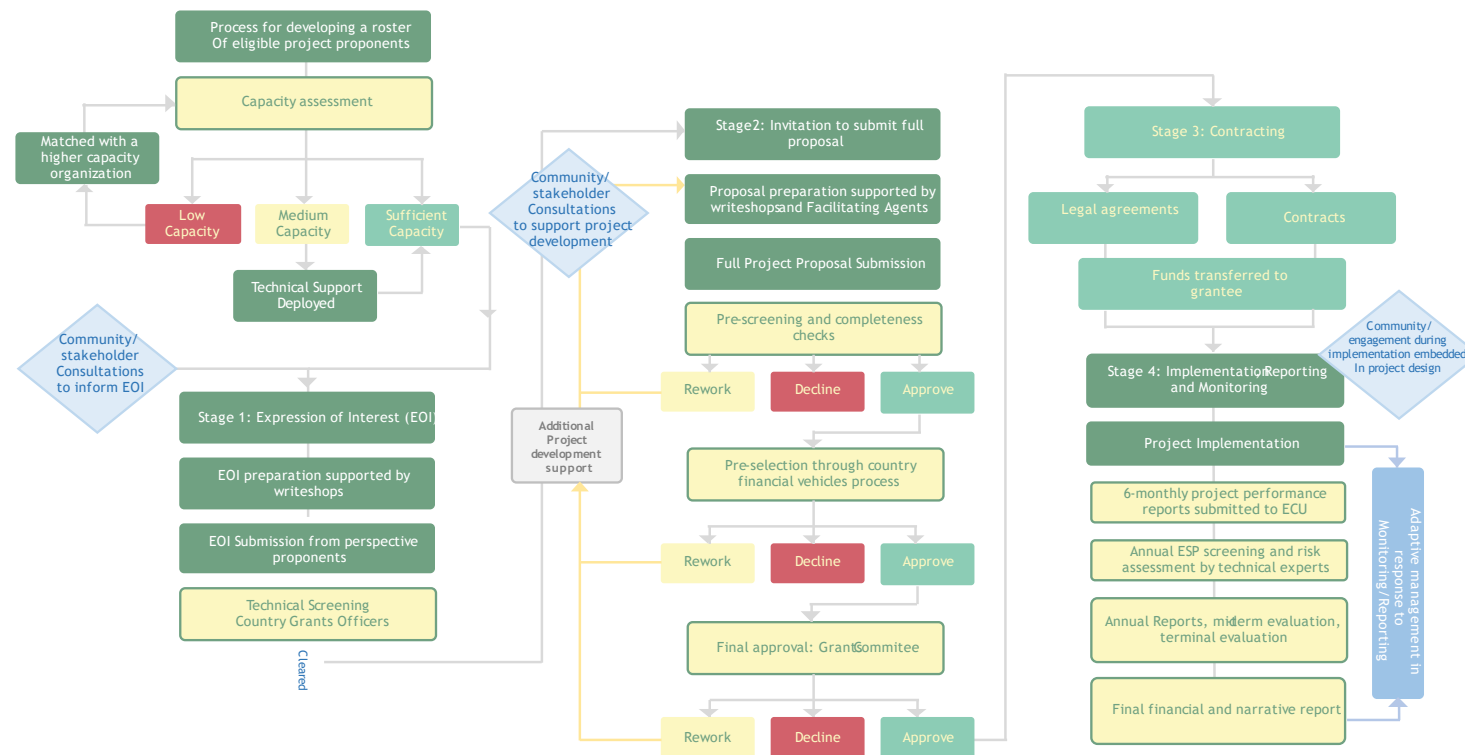 Process for developing a roster
Of eligible project proponents
Capacity assessment
Matched with a
higher capacity
organization
Low
Capacity
Medium
Capacity
Sufficient
Capacity
Technical Support
Deployed
Community/
stakeholder
Consultations
to inform EOI
Stage 1: Expression of Interest (EOI)
EOI preparation supported by
writeshops
EOI Submission from perspective
proponents
Technical Screening
Country Grants Officers
Cleared
Community/
stakeholder
Consultations
to support project
development
Additional
Project
development
support
Stage2: Invitation to submit full
proposal
Proposal preparation supported by
writeshops and Facilitating Agents
Full Project Proposal Submission
Pre-screening and completeness
checks
Rework
Decline
Approve
Pre-selection through country
financial vehicles process
Rework
Decline
Approve
Final approval: Grants Commitee
Rework
Decline
Approve
Stage 3: Contracting
Legal agreements
Contracts
Funds transferred to
grantee
Community/
engagement during
implementation embedded
In project design
Stage 4: Implementation, Reporting
and Monitoring
Project Implementation
6-monthly project performance
reports submitted to ECU
Annual ESP screening and risk
assessment by technical experts
Annual Reports, mid-term evaluation,
terminal evaluation
Final financial and narrative report
Adaptive management in
response to
Monitoring/Reporting